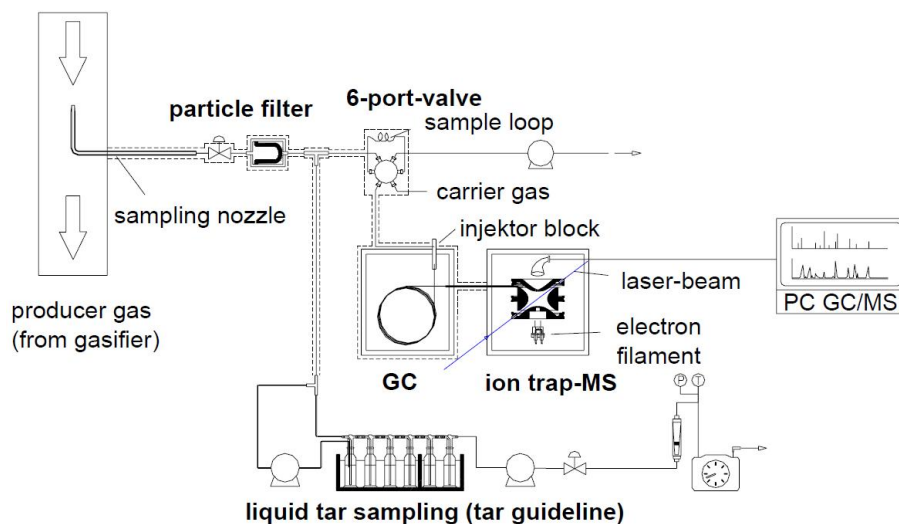 6-port-valve
particle filter
sample loop
carrier gas
sampling nozzle
injektor block
laser-beam
PC GC/MS
producer gas
(from gasifier)
electron
filament
GC
ion trap-MS
P
T
liquid tar sampling (tar guideline)